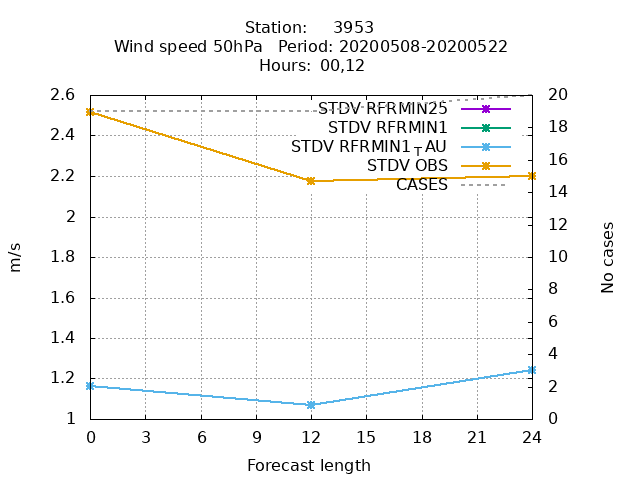 Station: 3953
Wind speed 50hPa Period: 20200508-20200522
Hours: 00,12
2.6
2.4
2.2
2
1.8
1.6
1.4
1.2
1
m/s
20
18
16
14
12
10
8
6
4
2
0
No cases
STDV RFRMIN25
STDV RFRMIN1
STDV RFRMIN1TAU
STDV OBS
CASES
0 3 6 9 12 15 18 21 24
Forecast length